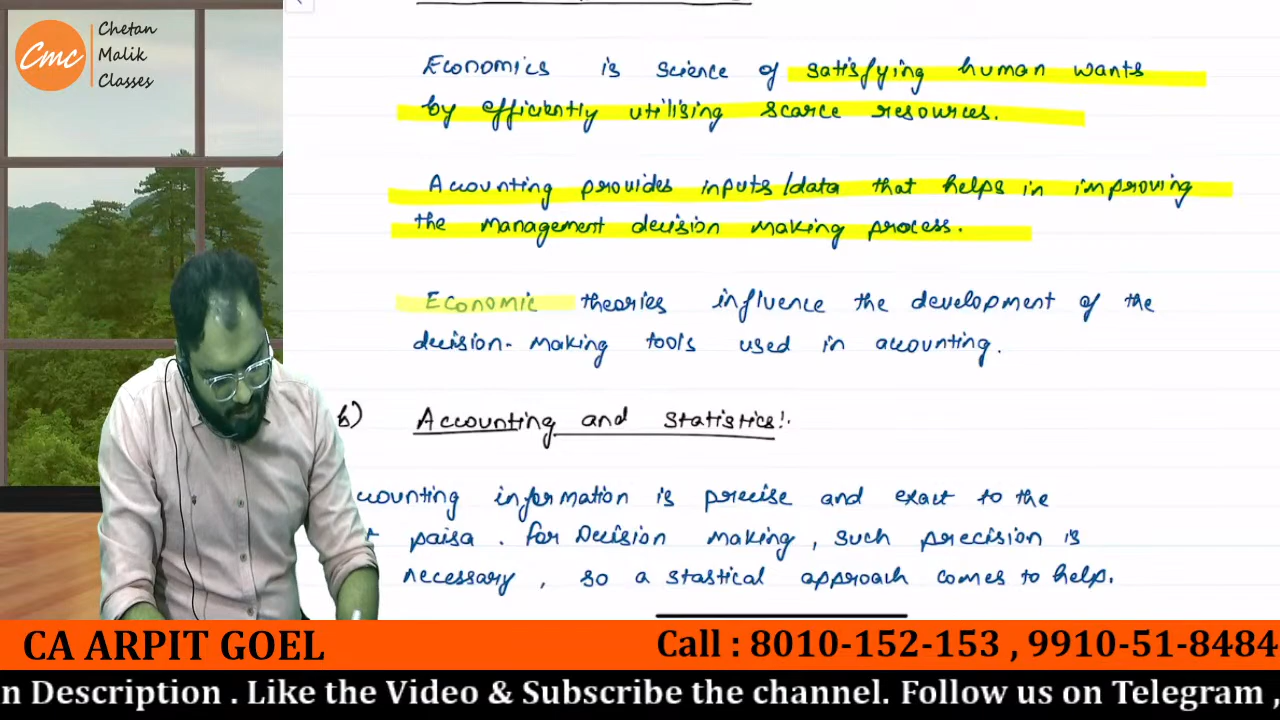 Cmc
Chetan
Malik
Classes
Economics is science of satisfying human wants
by efficiently utilising scarce resources.
Accounting provides inputs/data that helps in improving
the management decision making process.
Economic theories influence the development of the
decision-making tools used in accounting.
b) Accounting and Statistics:
counting information is precise and exact to the
paisa. For Decision making, such precision is
necessary, so a stastical approach comes to help.
CA ARPIT GOEL
Call : 8010-152-153 , 9910-51-8484
n Description . Like the Video & Subscribe the channel. Follow us on Telegram ,